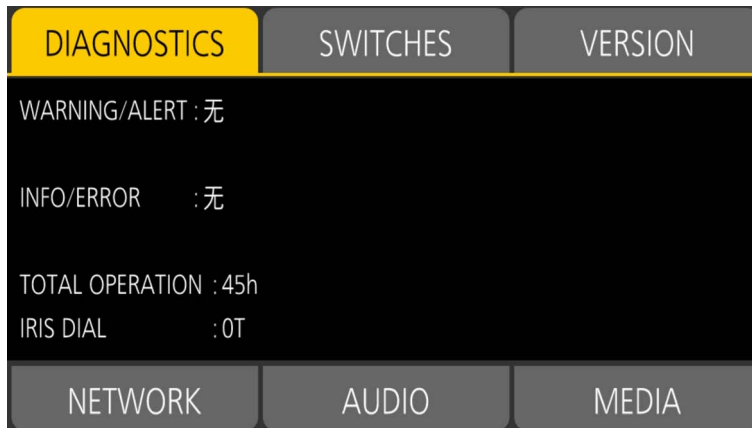 DIAGNOSTICS SWITCHES VERSION
WARNING/ALERT : 无
INFO/ERROR : 无
TOTAL OPERATION : 45h
IRIS DIAL : 0T
NETWORK AUDIO MEDIA